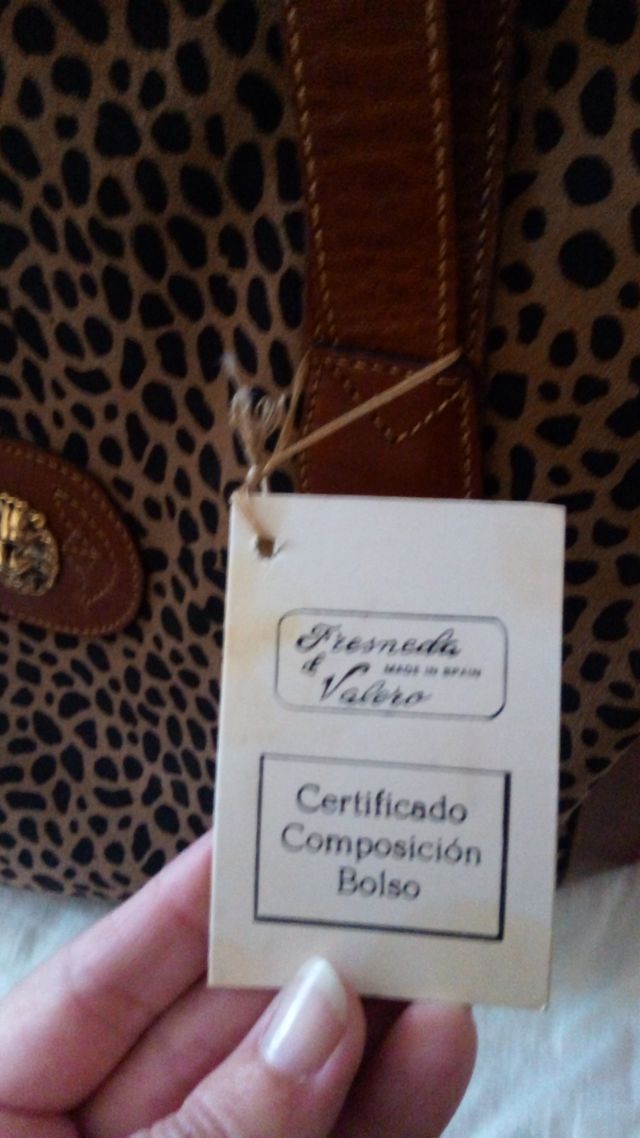 Fresneda
& MADE IN SPAIN
Valero
Certificado
Composición
Bolso